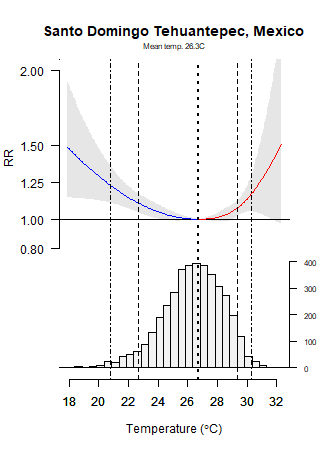 Santo Domingo Tehuantepec, Mexico
Mean temp. 26.3C
2.00
1.50
1.25
1.00
0.80
RR
400
300
200
100
0
18 20 22 24 26 28 30 32
Temperature (°C)